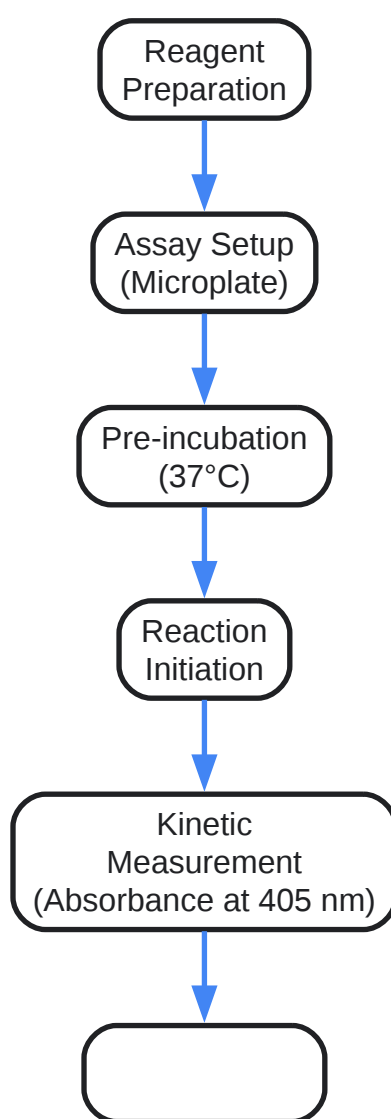 Reagent
Preparation
Assay Setup
(Microplate)
Pre-incubation
(37°C)
Reaction
Initiation
Kinetic
Measurement
(Absorbance at 405 nm)